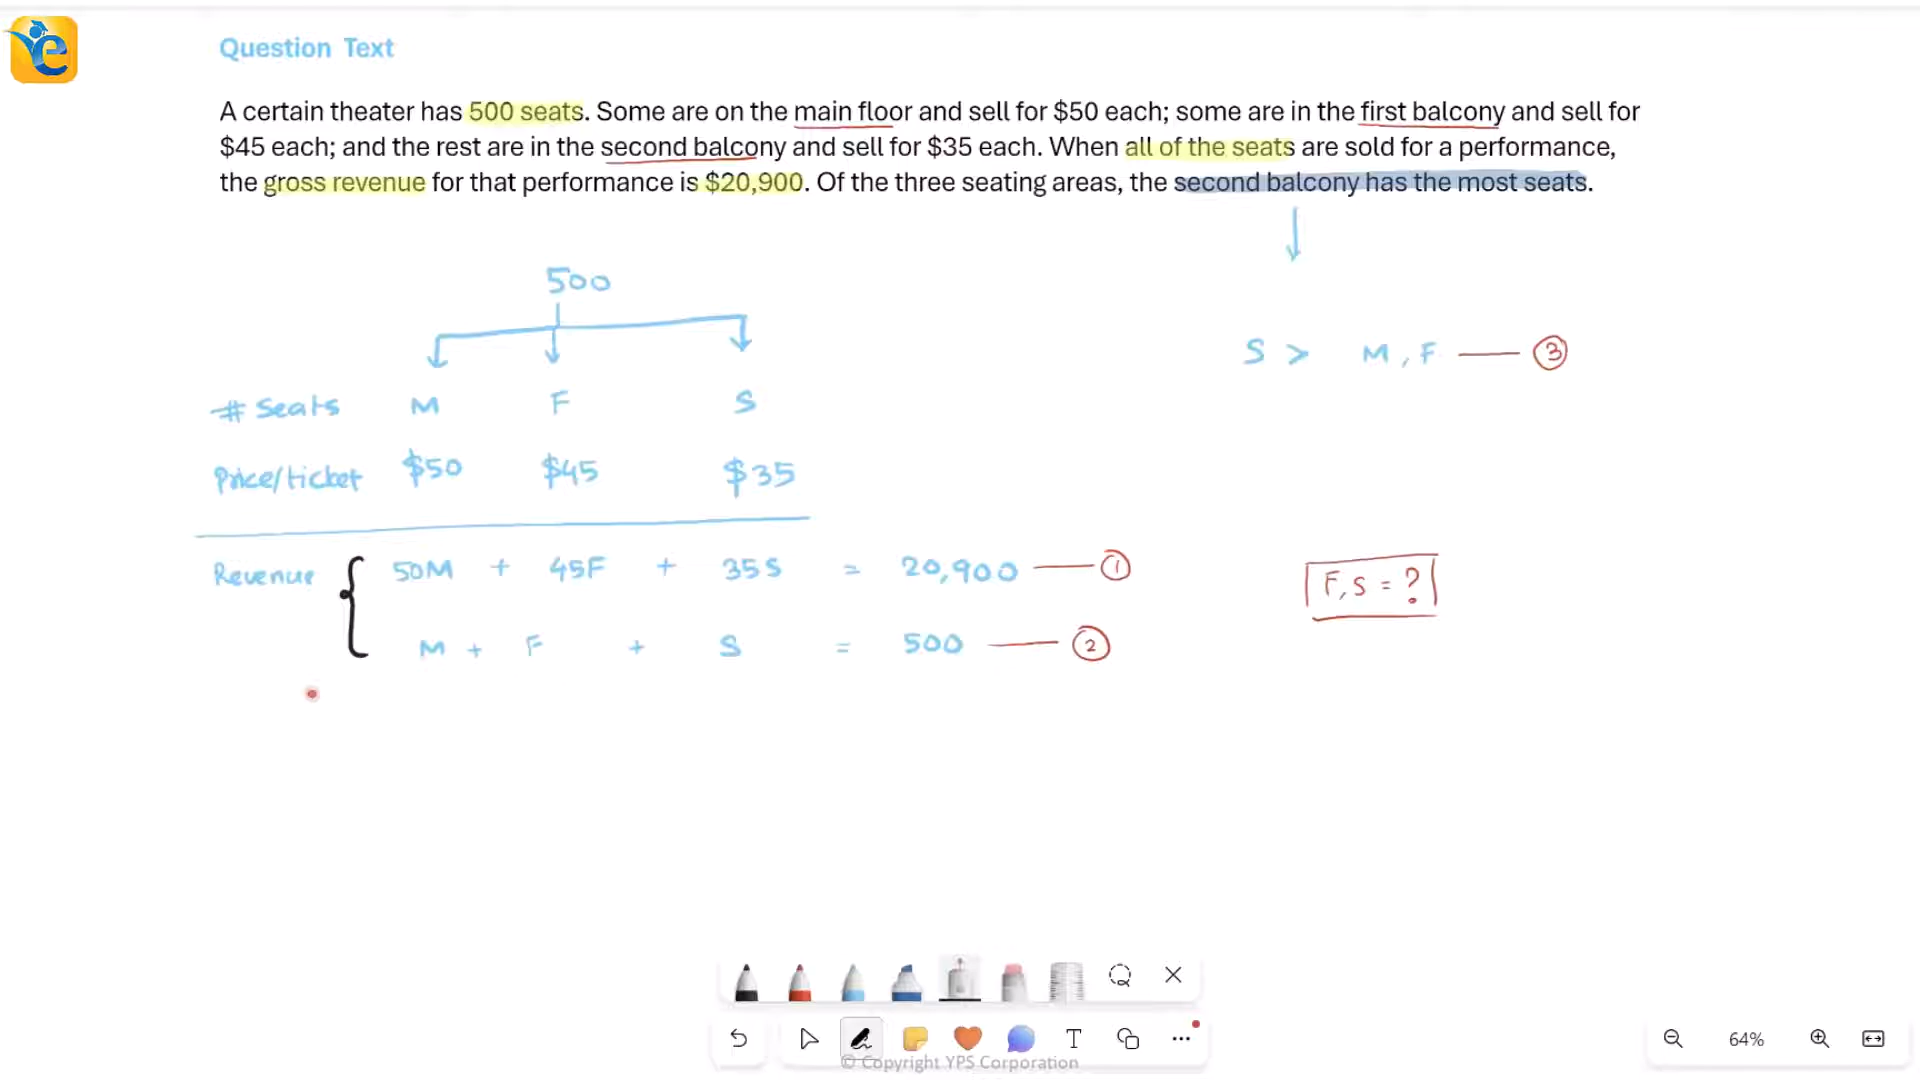 Question Text
A certain theater has 500 seats. Some are on the main floor and sell for $50 each; some are in the first balcony and sell for
$45 each; and the rest are in the second balcony and sell for $35 each. When all of the seats are sold for a performance,
the gross revenue for that performance is $20,900. Of the three seating areas, the second balcony has the most seats.
500
S > M, F — 3
# Seats M F S
Price/ticket $50 $45 $35
Revenue { 50M + 45F + 35S = 20,900 — 1
F, S = ?
M + F + S = 500 — 2
T
64%
© Copyright YPS Corporation